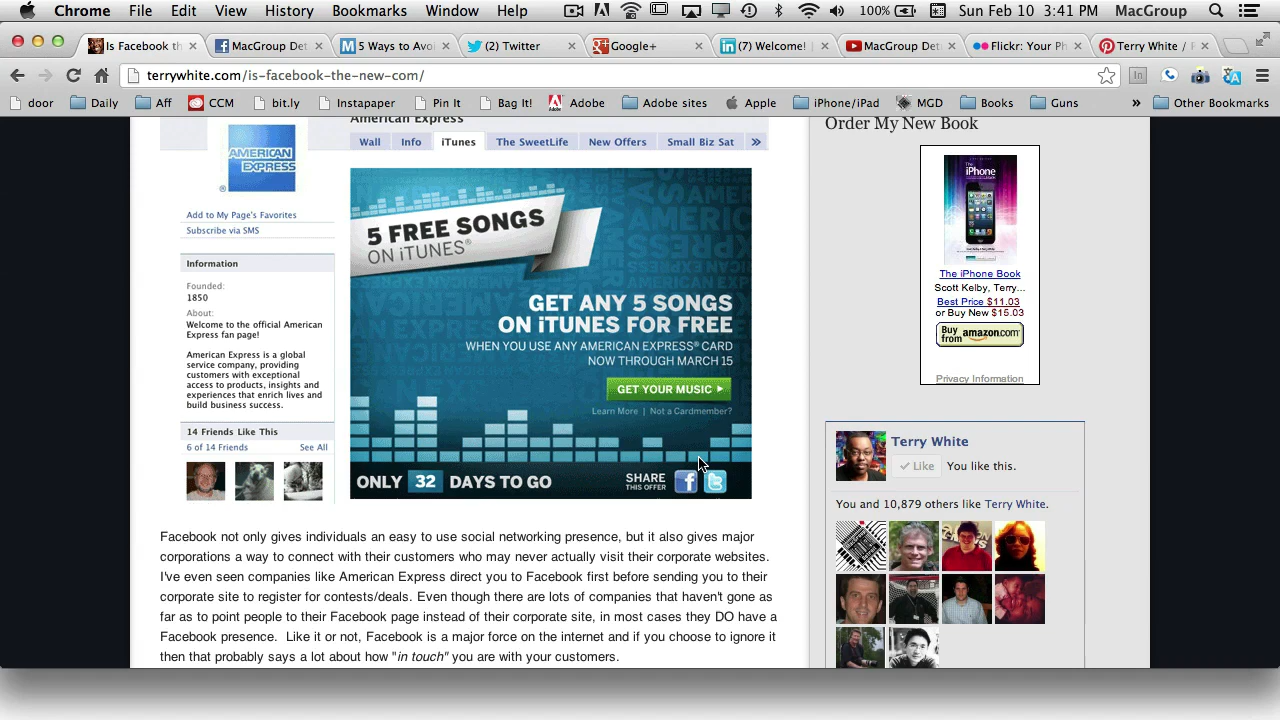 Chrome File Edit View History Bookmarks Window Help 100% Sun Feb 10 3:41 PM MacGroup
Is Facebook th
MacGroup Det
5 Ways to Avo
(2) Twitter
Google+
(7) Welcome!
MacGroup Det
Flickr: Your Ph
Terry White / P
terrywhite.com/is-facebook-the-new-com/
door Daily Aff CCM bit.ly Instapaper Pin It Bag It! Adobe Adobe sites Apple iPhone/iPad MGD Books Guns » Other Bookmarks
American Express
AMERICAN
EXPRESS
®
Wall Info iTunes The SweetLife New Offers Small Biz Sat »
Add to My Page's Favorites
Subscribe via SMS
Information
Founded:
1850
About:
Welcome to the official American
Express fan page!
American Express is a global
service company, providing
customers with exceptional
access to products, insights and
experiences that enrich lives and
build business success.
14 Friends Like This
6 of 14 Friends See All
5 FREE SONGS
ON iTUNES®
GET ANY 5 SONGS
ON iTUNES FOR FREE
WHEN YOU USE ANY AMERICAN EXPRESS® CARD
NOW THROUGH MARCH 15
GET YOUR MUSIC
Learn More | Not a Cardmember?
ONLY 32 DAYS TO GO
SHARE
THIS OFFER
Facebook not only gives individuals an easy to use social networking presence, but it also gives major
corporations a way connect with their customers who may never actually visit their corporate websites.
I've even seen companies like American Express direct you to Facebook first before sending you to their
corporate site to register for contests/deals. Even though there are lots of companies that haven't gone as
far as to point people to their Facebook page instead of their corporate site, in most cases they DO have a
Facebook presence. Like it or not, Facebook is a major force on the internet and if you choose to ignore it
then that probably says a lot about how "in touch" you are with your customers.
Order My New Book
The iPhone Book
Scott Kelby, Terry...
Best Price $11.03
or Buy New $15.03
Buy
from amazon.com
Privacy Information
Terry White
Like You like this.
You and 10,879 others like Terry White.